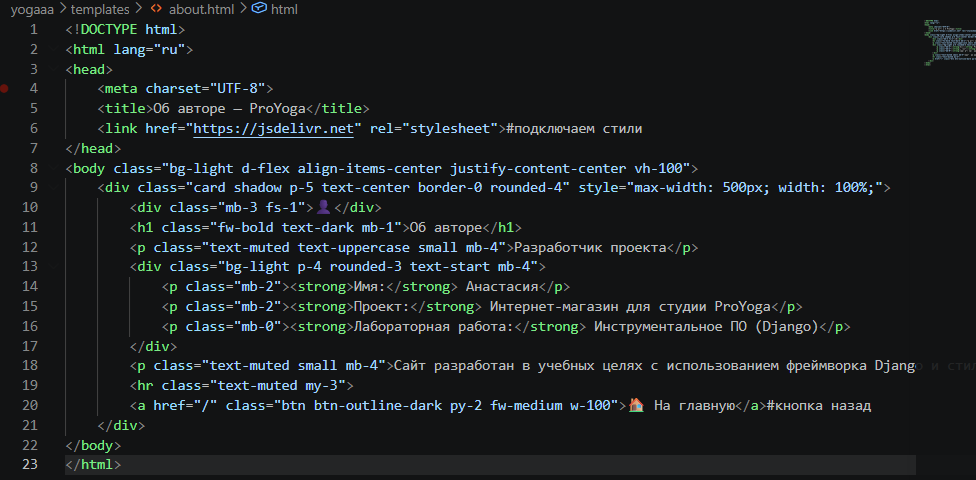 yogaaa > templates > <> about.html > html
1 <!DOCTYPE html>
2 <html lang="ru">
3 <head>
4 <meta charset="UTF-8">
5 <title>Об авторе — ProYoga</title>
6 <link href="https://jsdelivr.net" rel="stylesheet">#подключаем стили
7 </head>
8 <body class="bg-light d-flex align-items-center justify-content-center vh-100">
9 <div class="card shadow p-5 text-center border-0 rounded-4" style="max-width: 500px; width: 100%;">
10 <div class="mb-3 fs-1">👤</div>
11 <h1 class="fw-bold text-dark mb-1">Об авторе</h1>
12 <p class="text-muted text-uppercase small mb-4">Разработчик проекта</p>
13 <div class="bg-light p-4 rounded-3 text-start mb-4">
14 <p class="mb-2"><strong>Имя:</strong> Анастасия</p>
15 <p class="mb-2"><strong>Проект:</strong> Интернет-магазин для студии ProYoga</p>
16 <p class="mb-0"><strong>Лабораторная работа:</strong> Инструментальное ПО (Django)</p>
17 </div>
18 <p class="text-muted small mb-4">Сайт разработан в учебных целях с использованием фреймворка Django и
19 <hr class="text-muted my-3">
20 <a href="/" class="btn btn-outline-dark py-2 fw-medium w-100">🏠 На главную</a>#кнопка назад
21 </div>
22 </body>
23 </html>